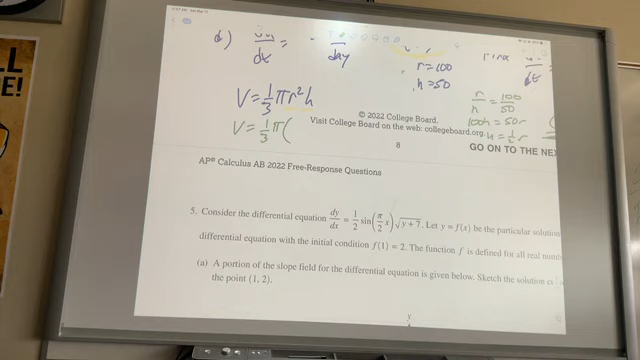 d)
dt =
day
r = 100
h = 50
V = 1/3 πr²h
V = 1/3 π(
r/h = 100/50
100h = 50r
h = 1/2 r
© 2022 College Board.
Visit College Board on the web: collegeboard.org.
8
GO ON TO THE NEX
AP® Calculus AB 2022 Free-Response Questions
5. Consider the differential equation dy/dx = 1/2 sin(π/2 x) √y + 7. Let y = f(x) be the particular solution
differential equation with the initial condition f(1) = 2. The function f is defined for all real numb
(a) A portion of the slope field for the differential equation is given below. Sketch the solution
the point (1, 2).
y